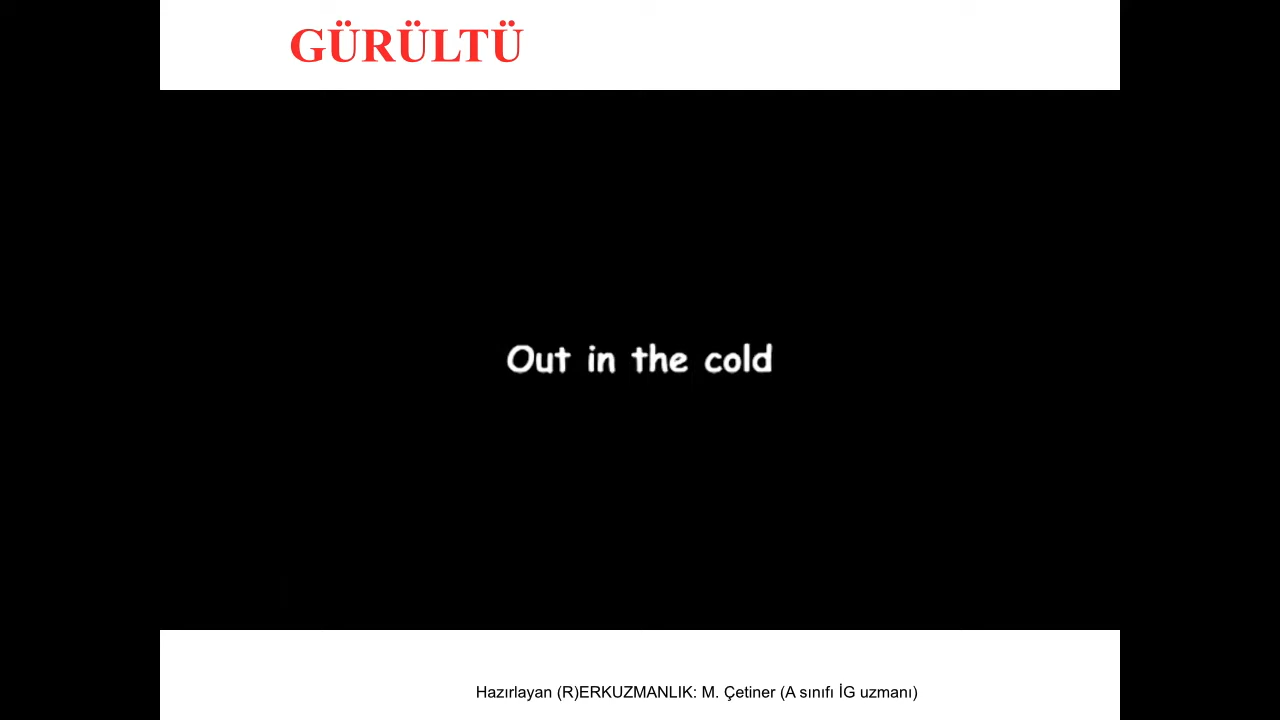 GÜRÜLTÜ
Out in the cold
Hazırlayan (R)ERKUZMANLIK: M. Çetiner (A sınıfı İG uzmanı)